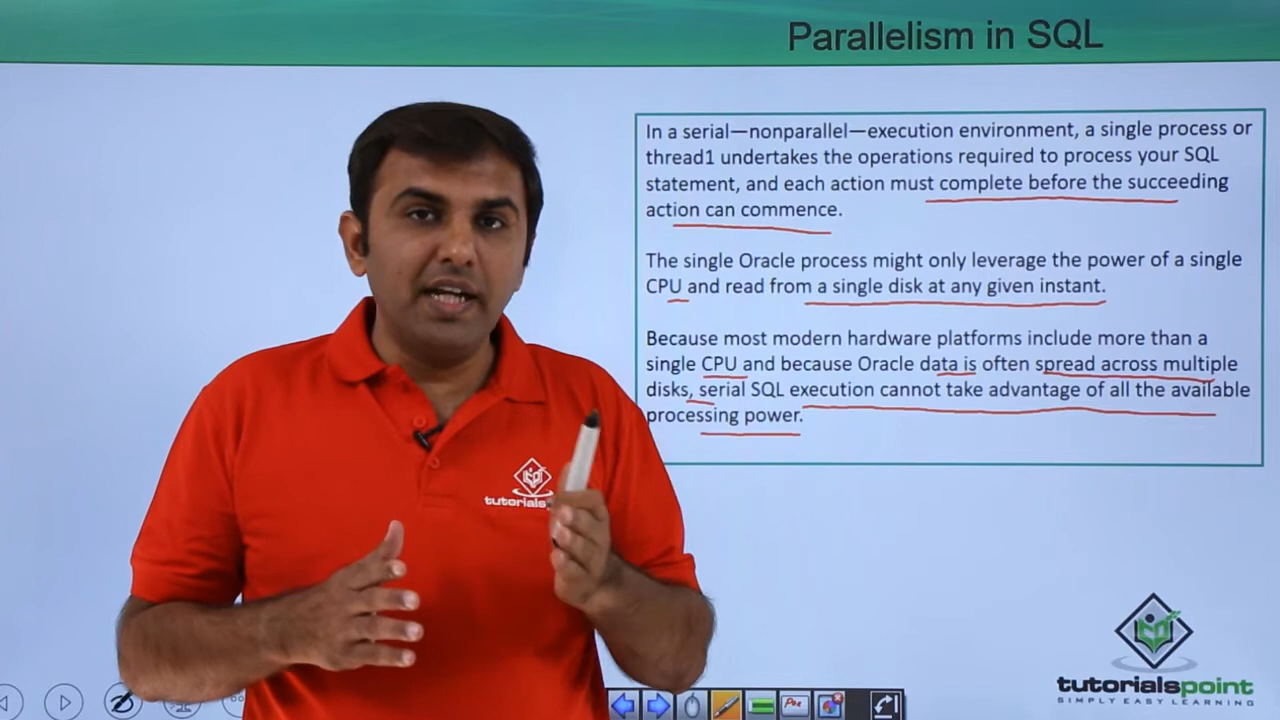 Parallelism in SQL
In a serial—nonparallel—execution environment, a single process or
thread1 undertakes the operations required to process your SQL
statement, and each action must complete before the succeeding
action can commence.
The single Oracle process might only leverage the power of a single
CPU and read from a single disk at any given instant.
Because most modern hardware platforms include more than a
single CPU and because Oracle data is often spread across multiple
disks, serial SQL execution cannot take advantage of all the available
processing power.
tutorials
tutorialspoint
SIMPLY EASY LEARNING